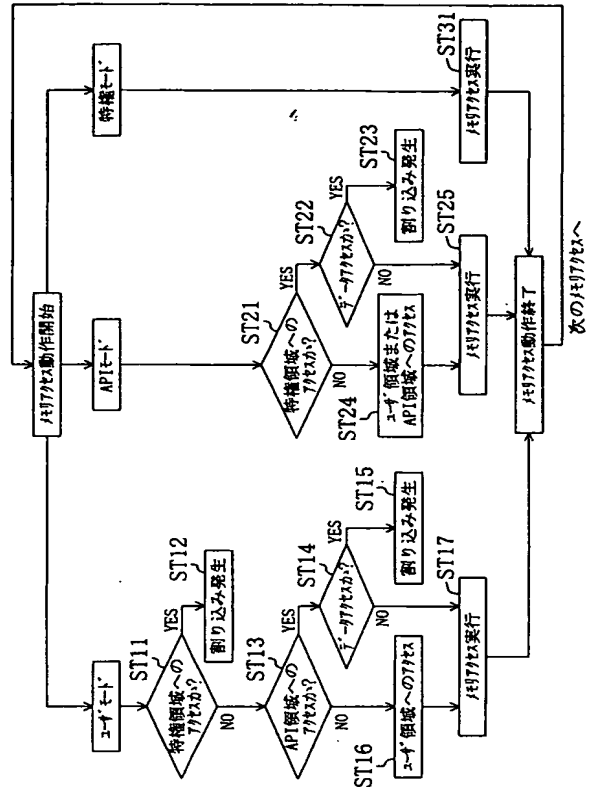 メモリアクセス動作開始
ユーザモード
ST11
特権領域への
アクセスか?
YES
NO
ST12
割り込み発生
ST13
API領域への
アクセスか?
YES
NO
ST14
データアクセスか?
YES
NO
ST15
割り込み発生
ST16
ユーザ領域へのアクセス
ST17
メモリアクセス実行
APIモード
ST21
特権領域への
アクセスか?
YES
NO
ST22
データアクセスか?
YES
NO
ST23
割り込み発生
ST24
ユーザ領域または
API領域へのアクセス
ST25
メモリアクセス実行
特権モード
ST31
メモリアクセス実行
メモリアクセス動作終了
次のメモリアクセスへ